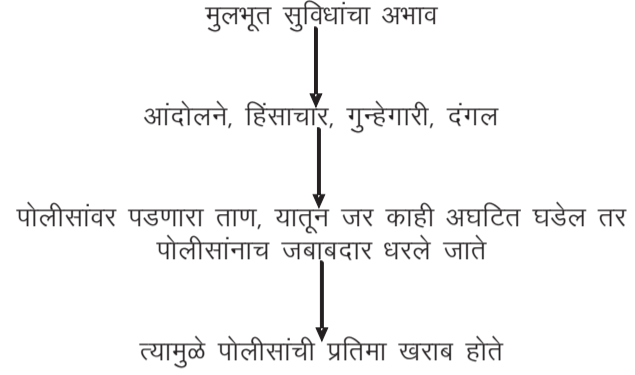 मुलभूत सुविधांचा अभाव
आंदोलने, हिंसाचार, गुन्हेगारी, दंगल
पोलीसांवर पडणारा ताण, यातून जर काही अघटित घडेल तर
पोलीसांनाच जबाबदार धरले जाते
त्यामुळे पोलीसांची प्रतिमा खराब होते